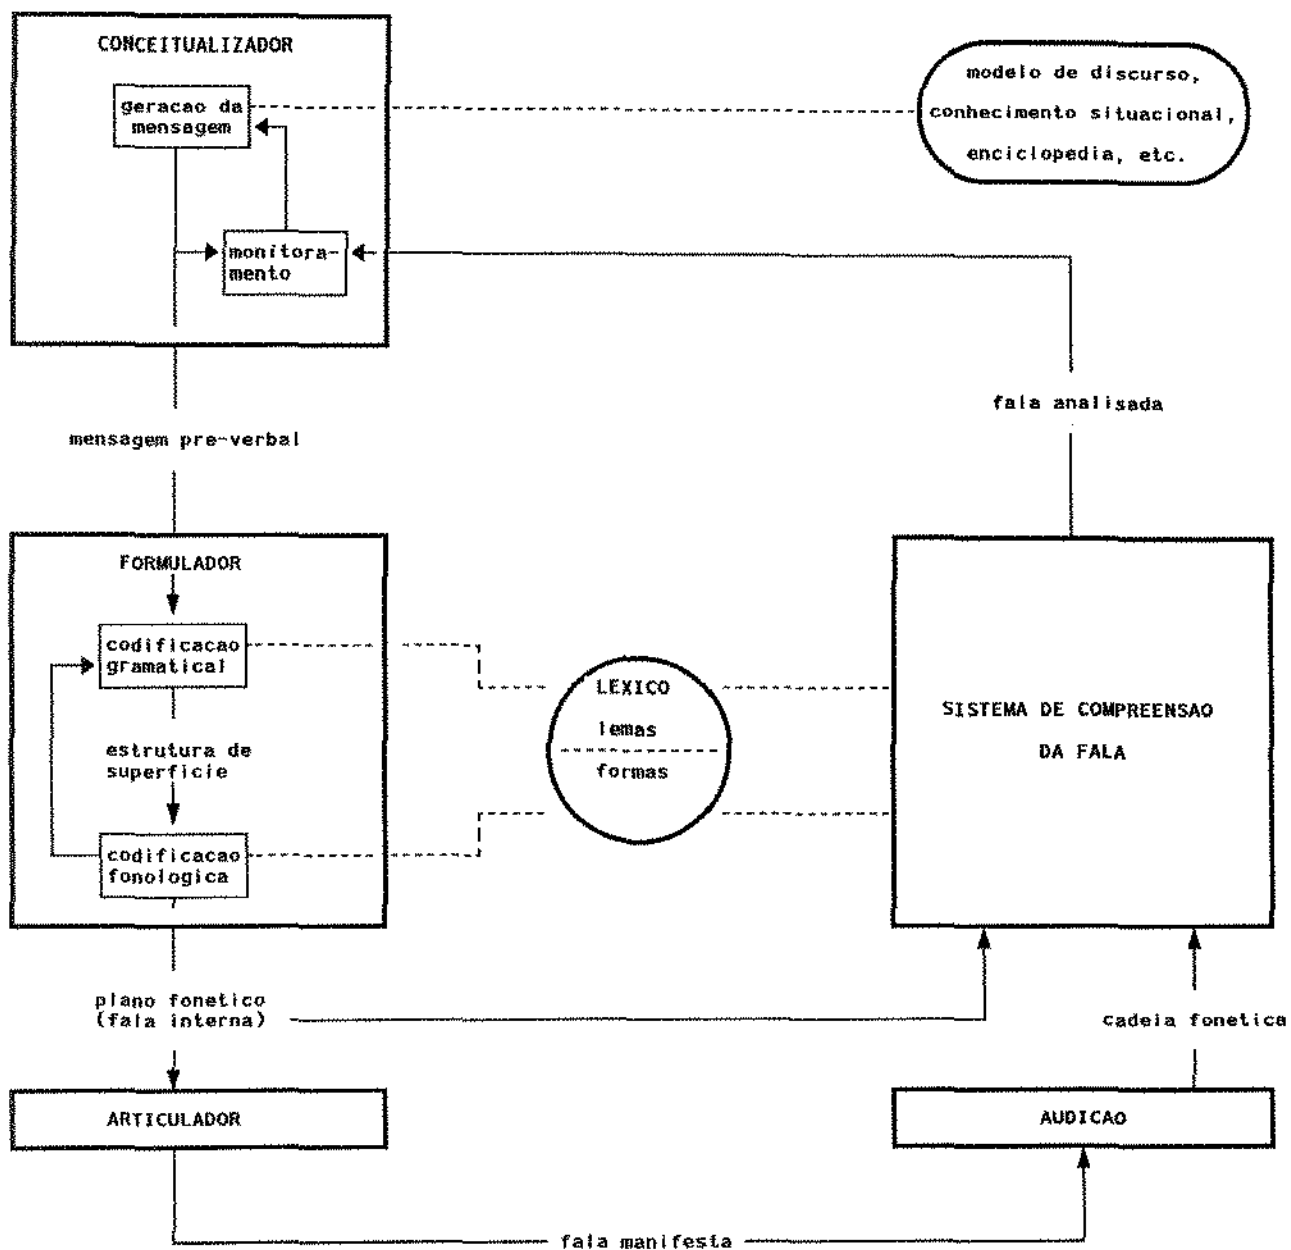 CONCEITUALIZADOR
geracao da
mensagem
modelo de discurso,
conhecimento situacional,
enciclopedia, etc.
monitora-
mento
fala analisada
mensagem pre-verbal
FORMULADOR
codificacao
gramatical
estrutura de
superficie
codificacao
fonologica
LEXICO
lemas
formas
SISTEMA DE COMPREENSAO
DA FALA
plano fonetico
(fala interna)
cadeia fonetica
ARTICULADOR
AUDICAO
fala manifesta